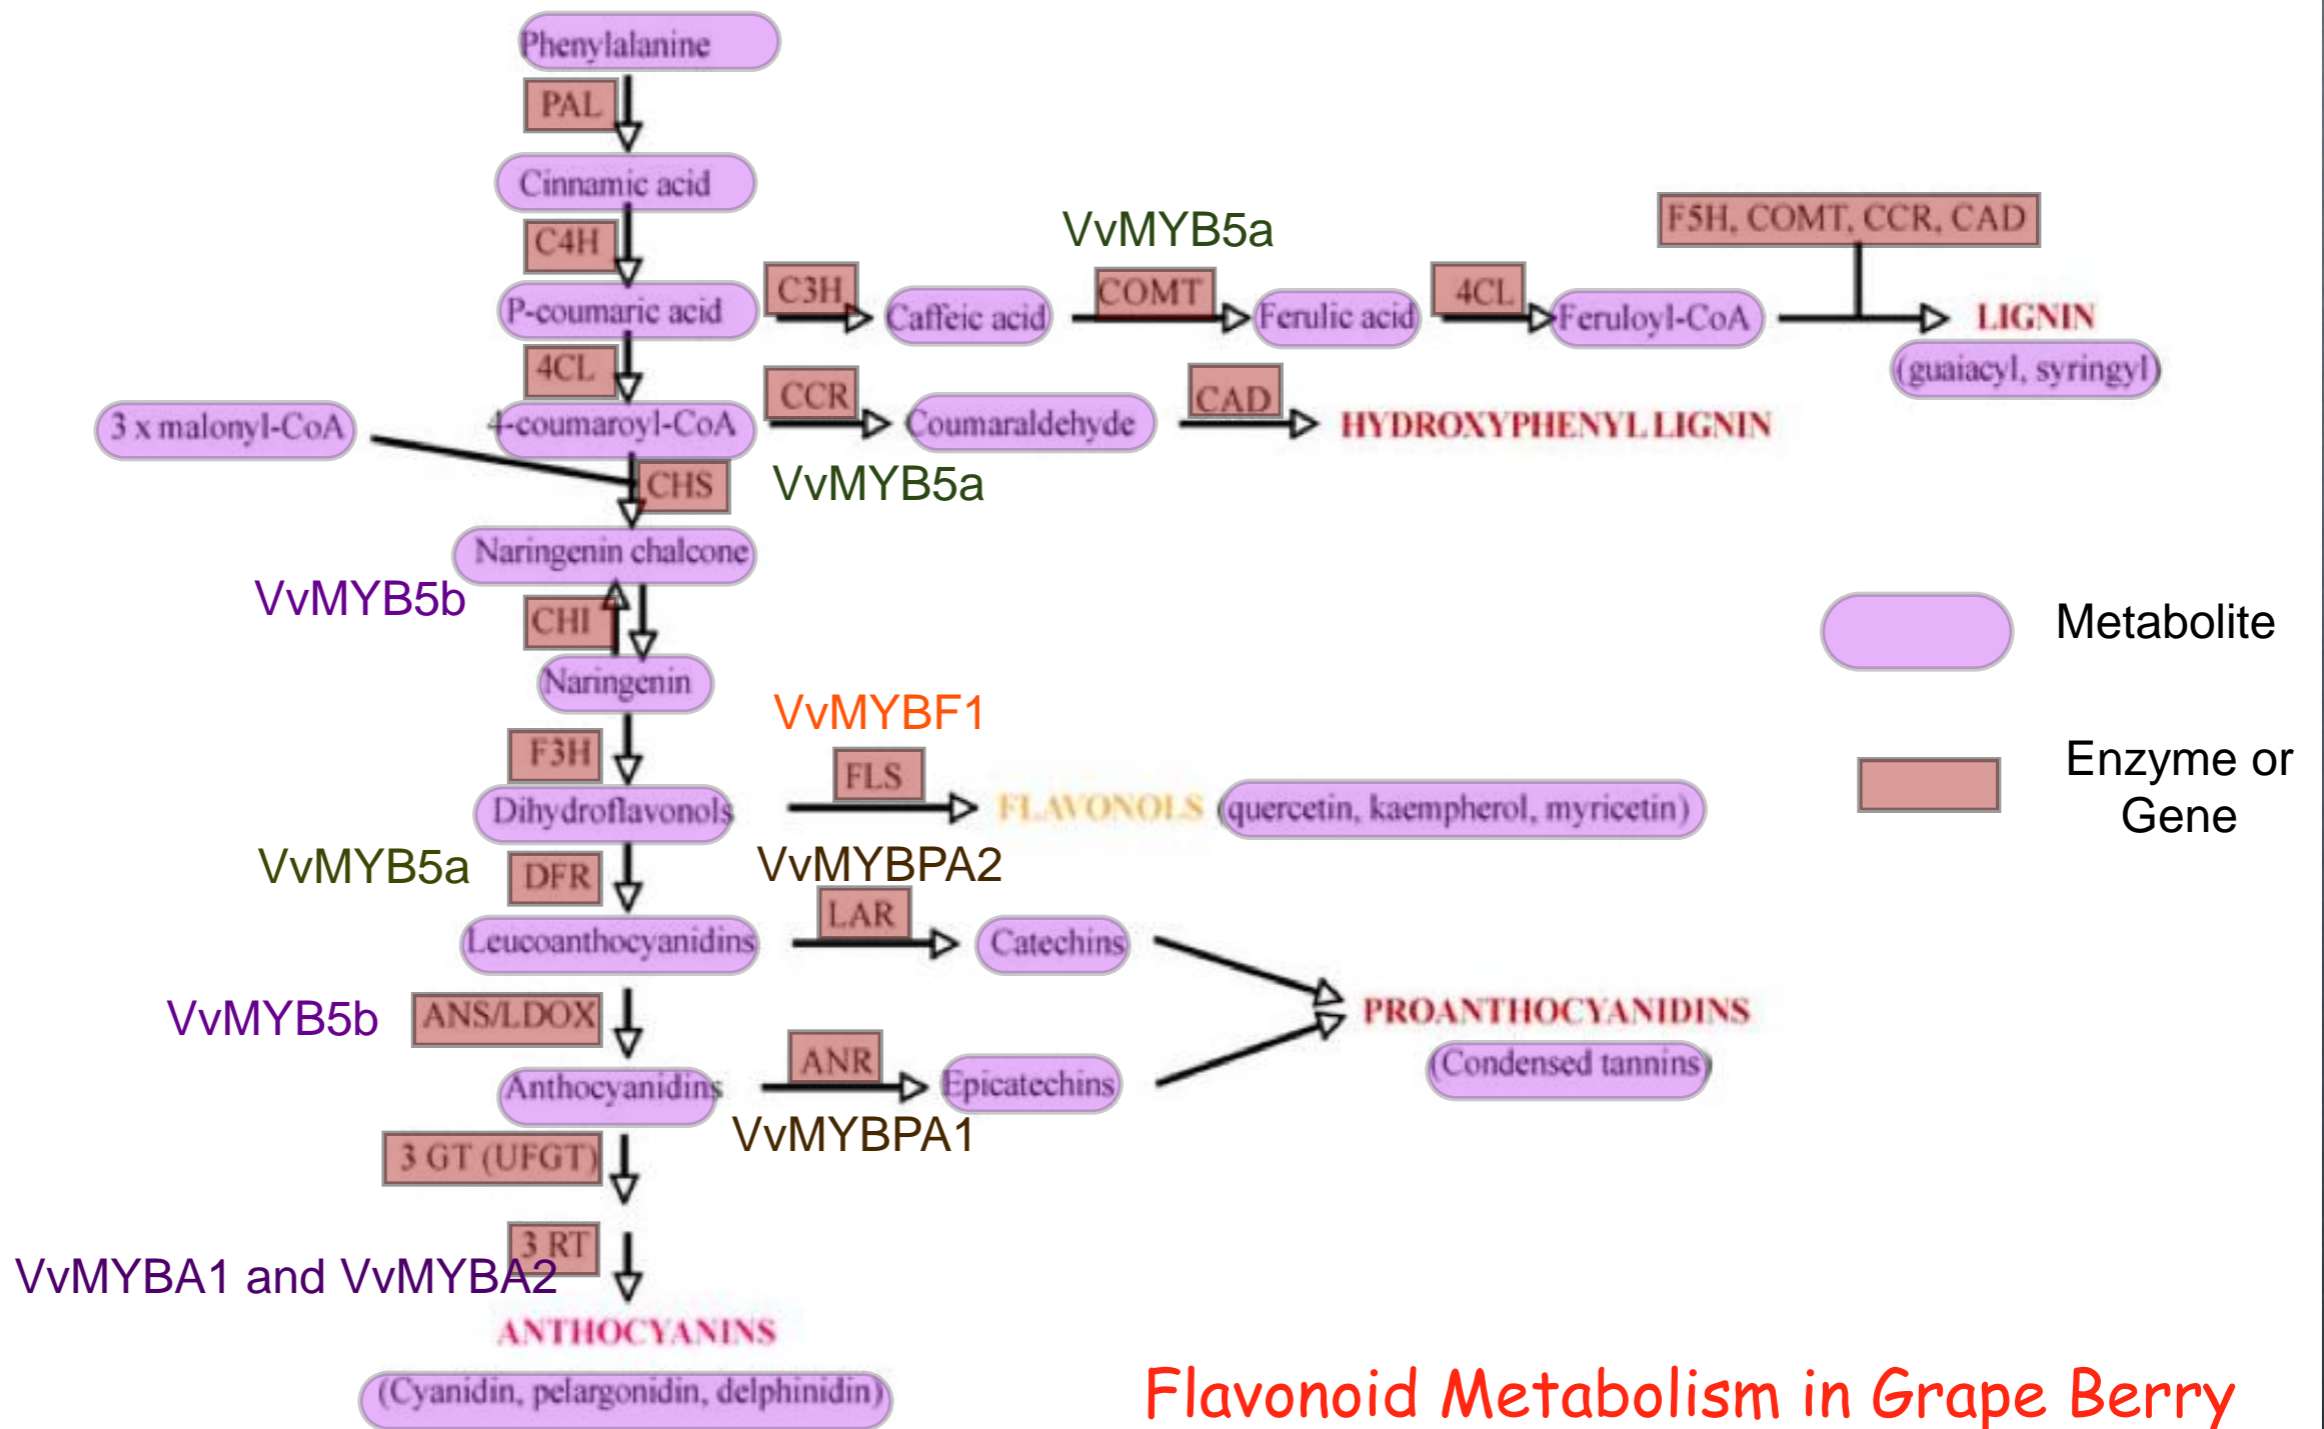 Phenylalanine
PAL
Cinnamic acid
C4H
VvMYB5a
F5H, COMT, CCR, CAD
P-coumaric acid
C3H
Caffeic acid
COMT
Ferulic acid
4CL
Feruloyl-CoA
LIGNIN
(guaiacyl, syringyl)
4CL
3 x malonyl-CoA
4-coumaroyl-CoA
CCR
Coumaraldehyde
CAD
HYDROXYPHENYL LIGNIN
CHS
VvMYB5a
Naringenin chalcone
VvMYB5b
CHI
Metabolite
Naringenin
VvMYBF1
F3H
FLS
Enzyme or
Gene
Dihydroflavonols
FLAVONOLS (quercetin, kaempherol, myricetin)
VvMYB5a
DFR
VvMYBPA2
LAR
Leucoanthocyanidins
Catechins
VvMYB5b
ANS/LDOX
PROANTHOCYANIDINS
(Condensed tannins)
ANR
Anthocyanidins
Epicatechins
VvMYBPA1
3 GT (UFGT)
3 RT
VvMYBA1 and VvMYBA2
ANTHOCYANINS
(Cyanidin, pelargonidin, delphinidin)
Flavonoid Metabolism in Grape Berry